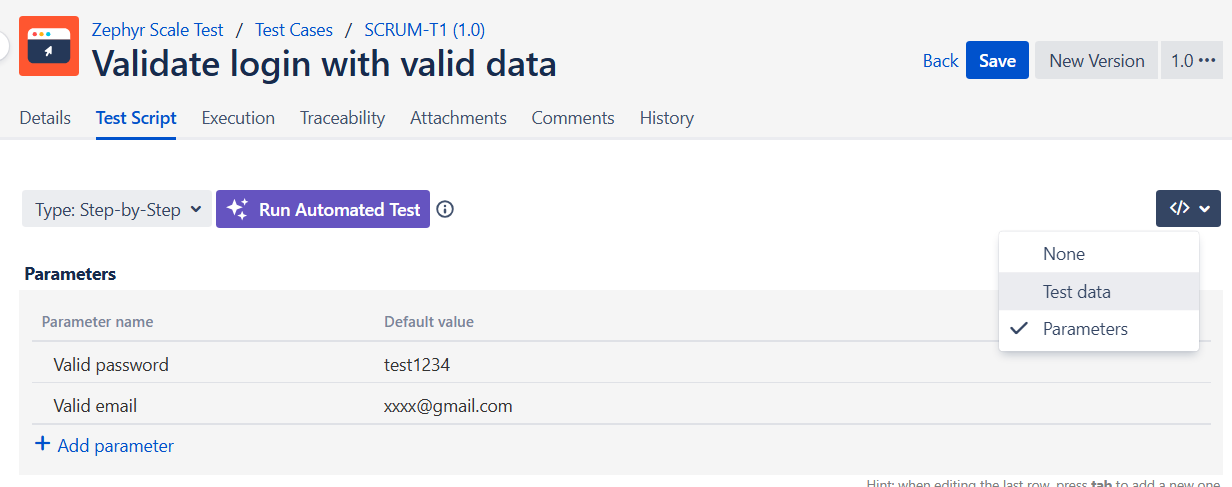 Zephyr Scale Test / Test Cases / SCRUM-T1 (1.0)
Validate login with valid data
Back Save New Version 1.0 ···
Details Test Script Execution Traceability Attachments Comments History
Type: Step-by-Step Run Automated Test </>
None
Test data
Parameters
Parameters
Parameter name Default value
Valid password test1234
Valid email xxxx@gmail.com
+ Add parameter
Hint: when editing the last row, press tab to add a new one